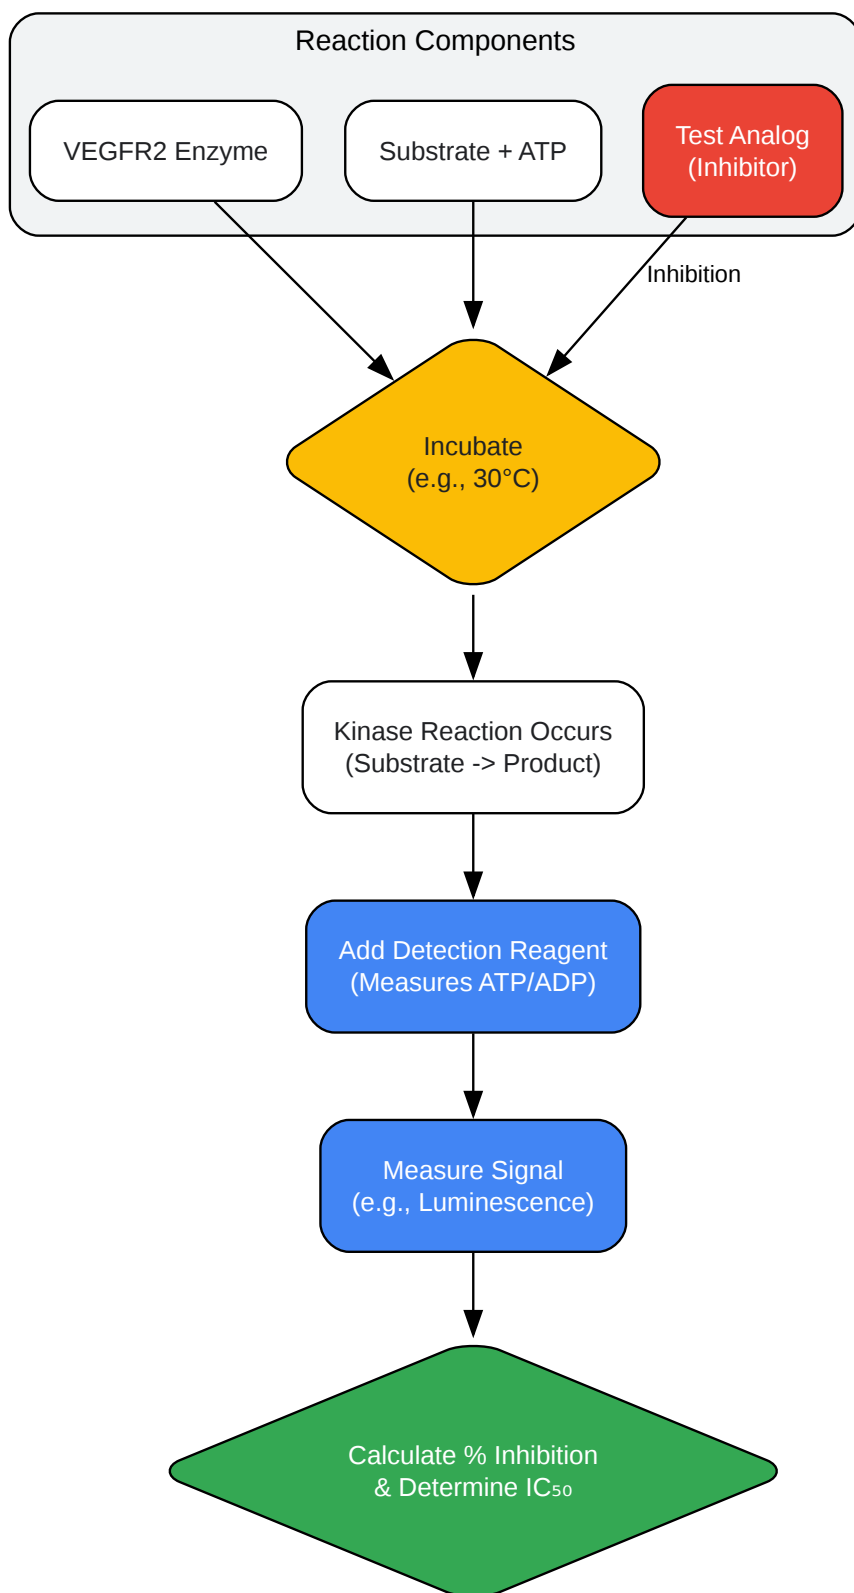 Reaction Components
VEGFR2 Enzyme
Substrate + ATP
Test Analog
(Inhibitor)
Inhibition
Incubate
(e.g., 30°C)
Kinase Reaction Occurs
(Substrate -> Product)
Add Detection Reagent
(Measures ATP/ADP)
Measure Signal
(e.g., Luminescence)
Calculate % Inhibition
& Determine IC₅₀